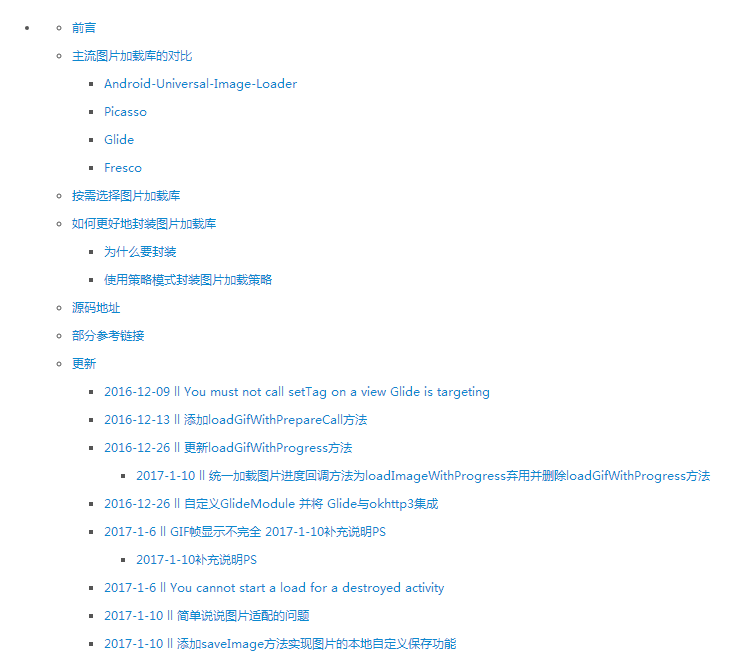 前言
主流图片加载库的对比
Android-Universal-Image-Loader
Picasso
Glide
Fresco
按需选择图片加载库
如何更好地封装图片加载库
为什么要封装
使用策略模式封装图片加载策略
源码地址
部分参考链接
更新
2016-12-09 || You must not call setTag on a view Glide is targeting
2016-12-13 || 添加loadGifWithPrepareCall方法
2016-12-26 || 更新loadGifWithProgress方法
2017-1-10 || 统一加载图片进度回调方法为loadImageWithProgress弃用并删除loadGifWithProgress方法
2016-12-26 || 自定义GlideModule 并将 Glide与okhttp3集成
2017-1-6 || GIF帧显示不完全 2017-1-10补充说明PS
2017-1-10补充说明PS
2017-1-6 || You cannot start a load for a destroyed activity
2017-1-10 || 简单说说图片适配的问题
2017-1-10 || 添加saveImage方法实现图片的本地自定义保存功能